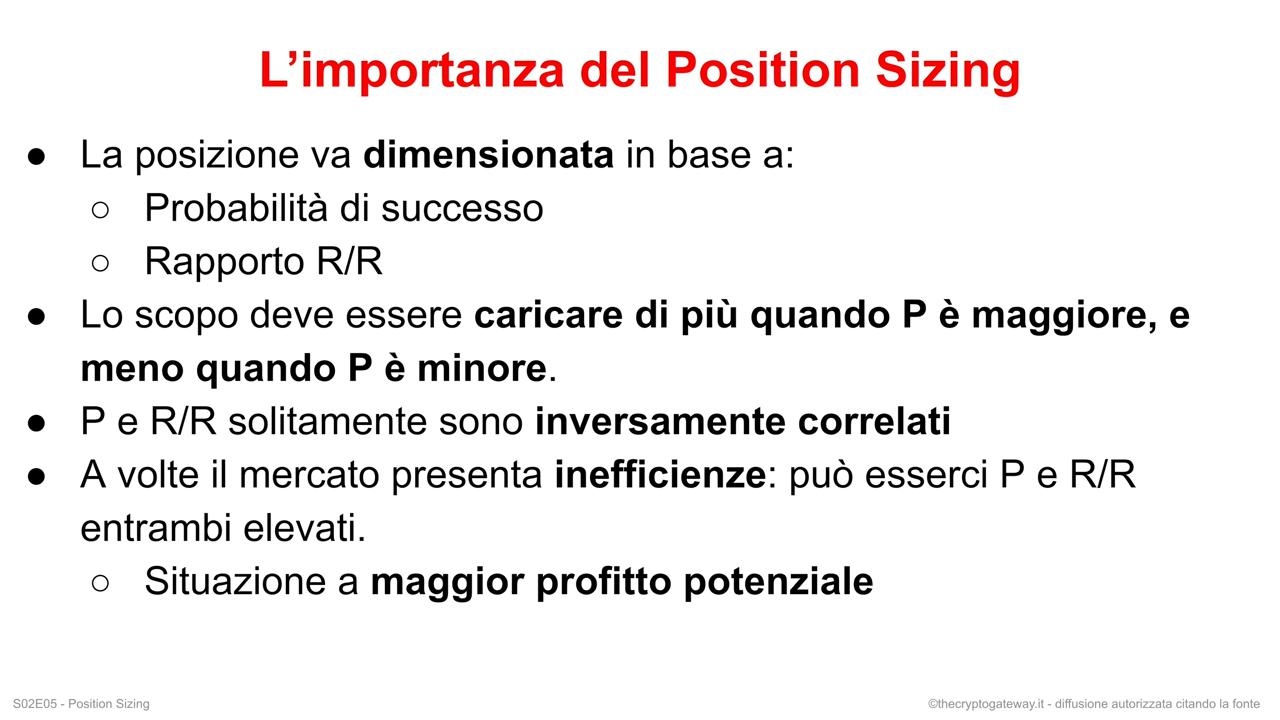 L’importanza del Position Sizing
● La posizione va dimensionata in base a:
○ Probabilità di successo
○ Rapporto R/R
● Lo scopo deve essere caricare di più quando P è maggiore, e
meno quando P è minore.
● P e R/R solitamente sono inversamente correlati
● A volte il mercato presenta inefficienze: può esserci P e R/R
entrambi elevati.
○ Situazione a maggior profitto potenziale
S02E05 - Position Sizing
©thecryptogateway.it - diffusione autorizzata citando la fonte